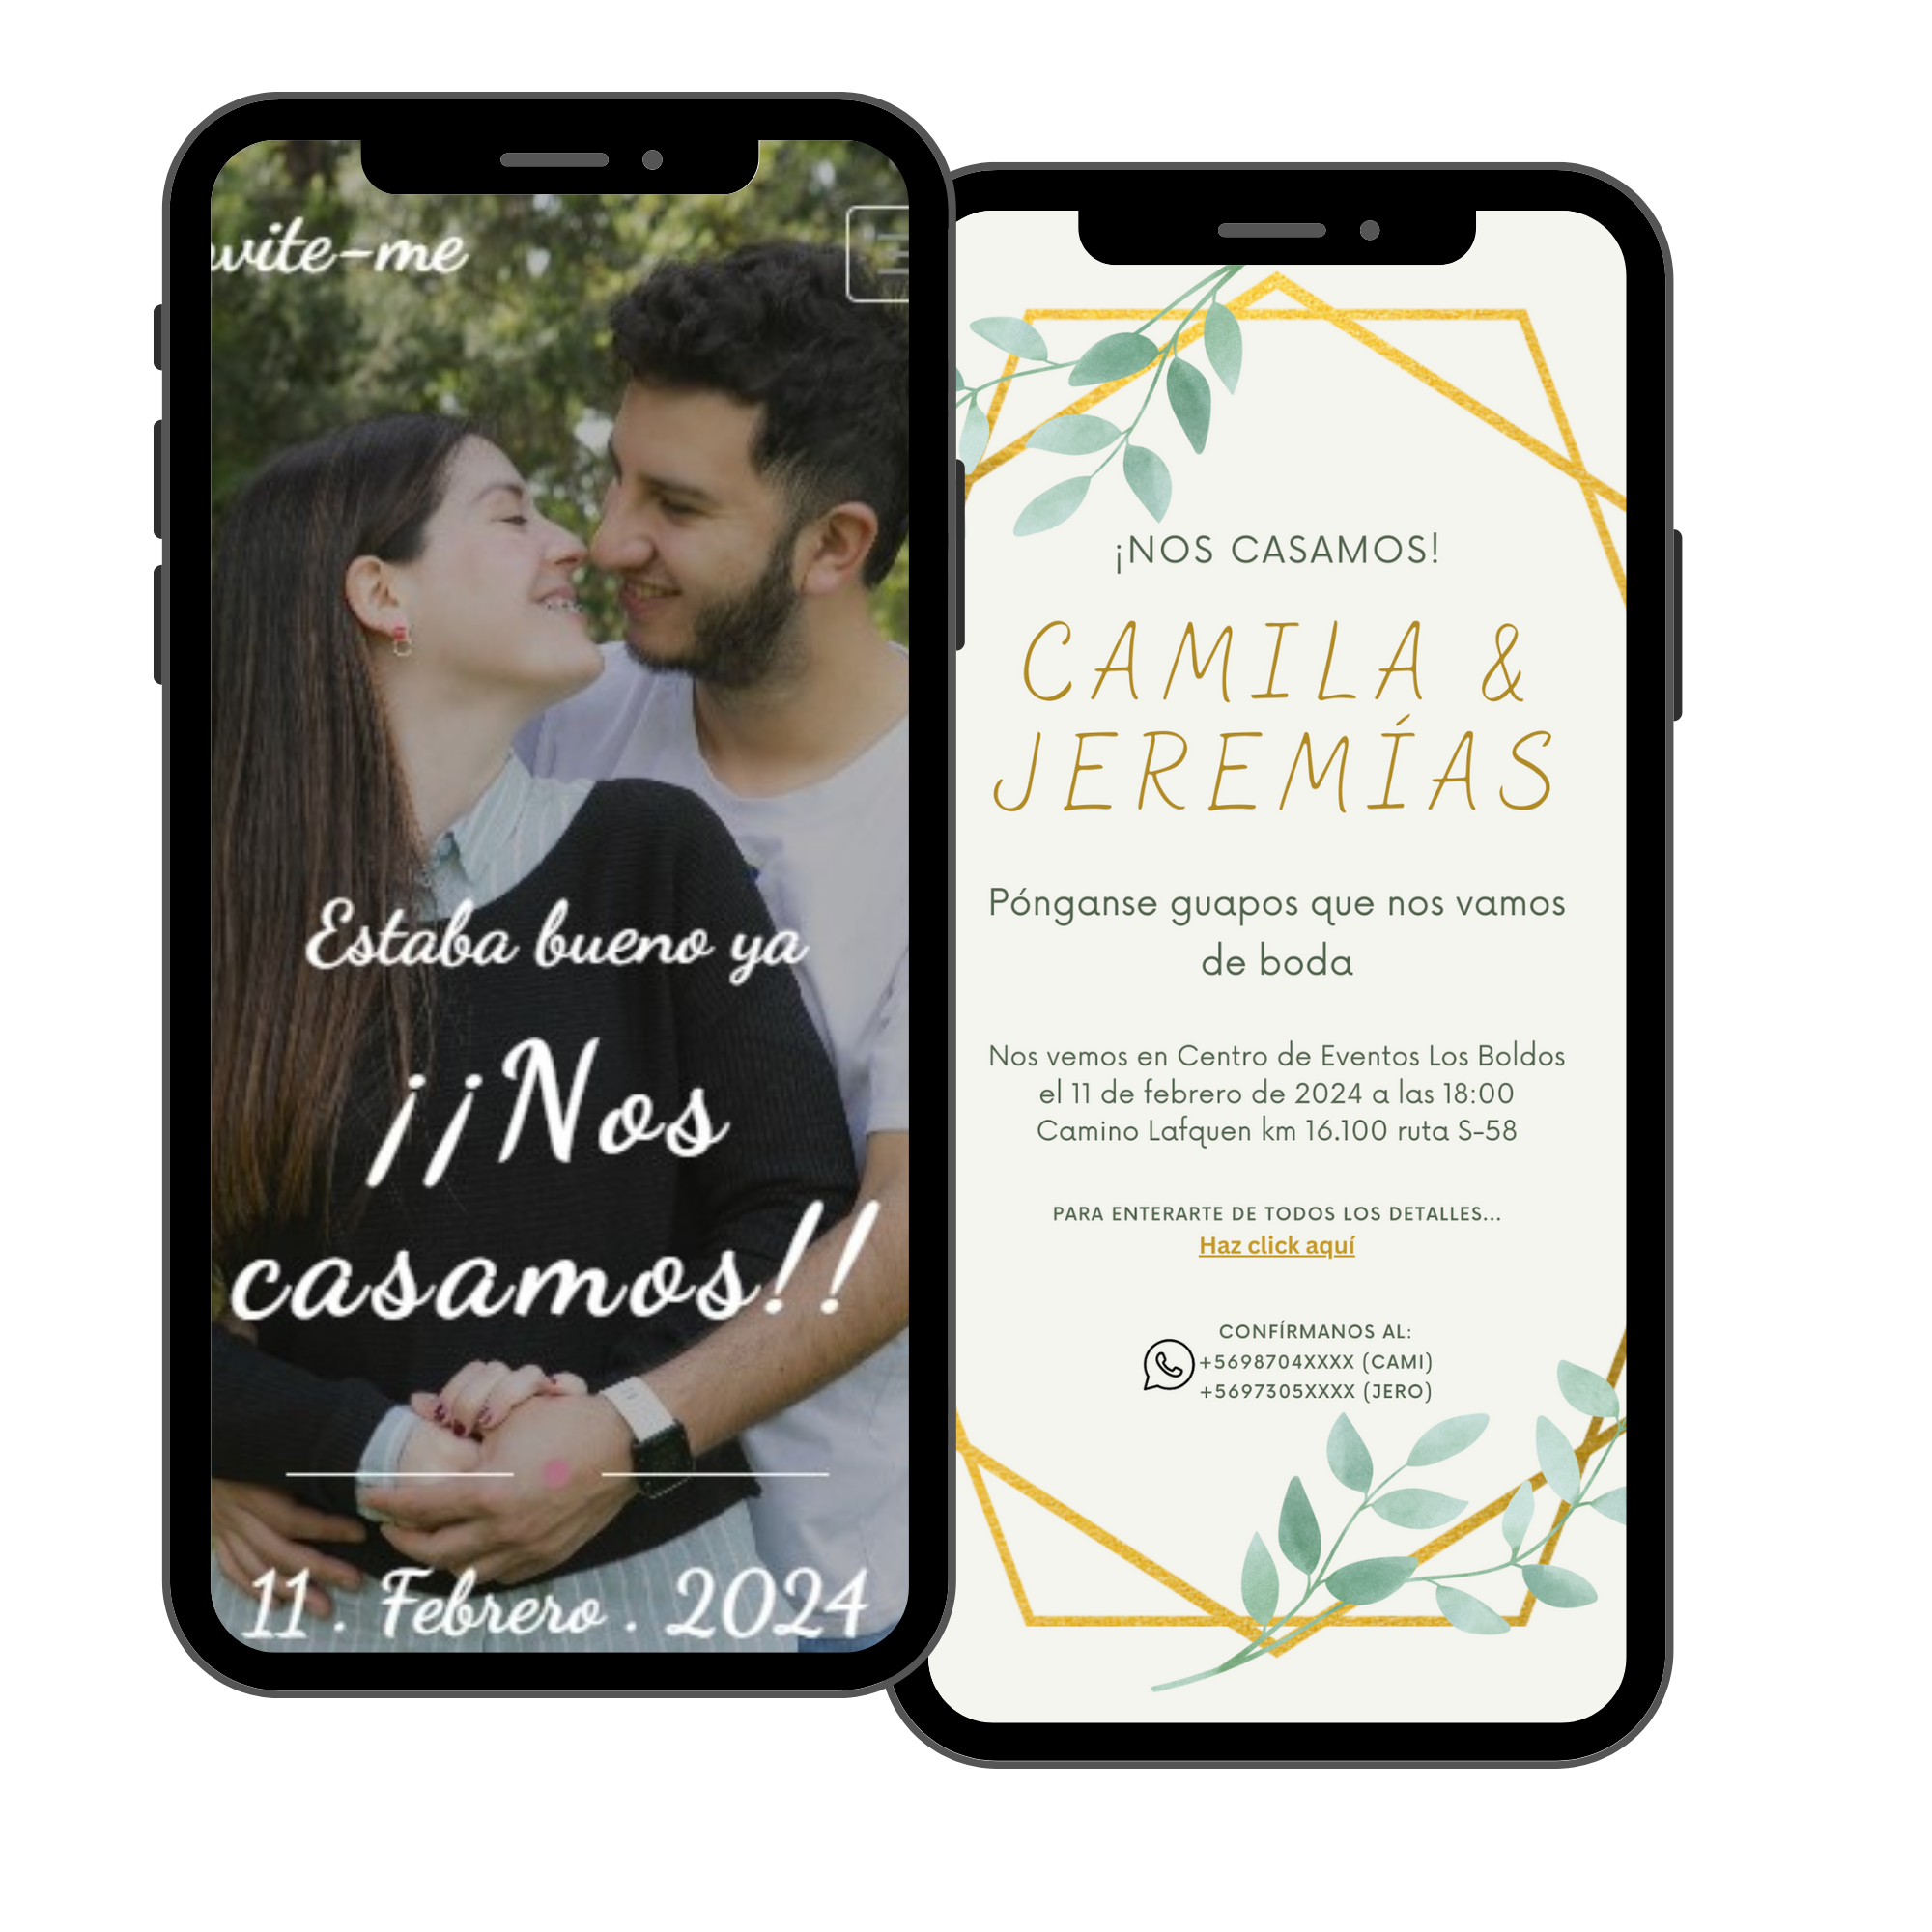 vite-me
Estaba bueno ya
¡¡Nos
casamos!!
11 . Febrero . 2024
¡NOS CASAMOS!
CAMILA &
JEREMÍAS
Pónganse guapos que nos vamos
de boda
Nos vemos en Centro de Eventos Los Boldos
el 11 de febrero de 2024 a las 18:00
Camino Lafquen km 16.100 ruta S-58
PARA ENTERARTE DE TODOS LOS DETALLES...
Haz click aquí
CONFÍRMANOS AL:
+5698704XXXX (CAMI)
+5697305XXXX (JERO)